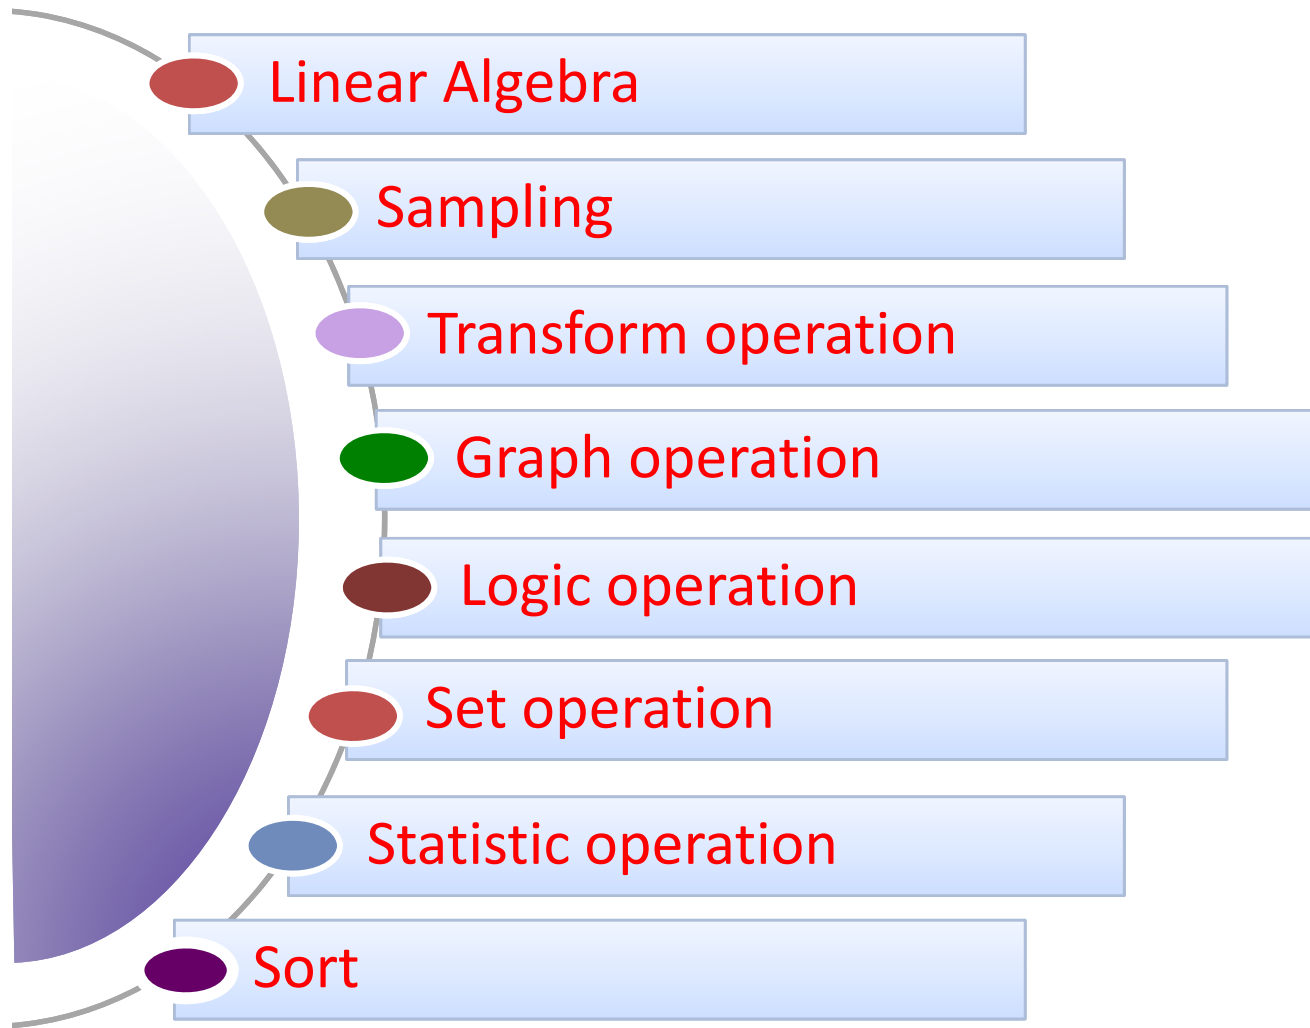 Linear Algebra
Sampling
Transform operation
Graph operation
Logic operation
Set operation
Statistic operation
Sort